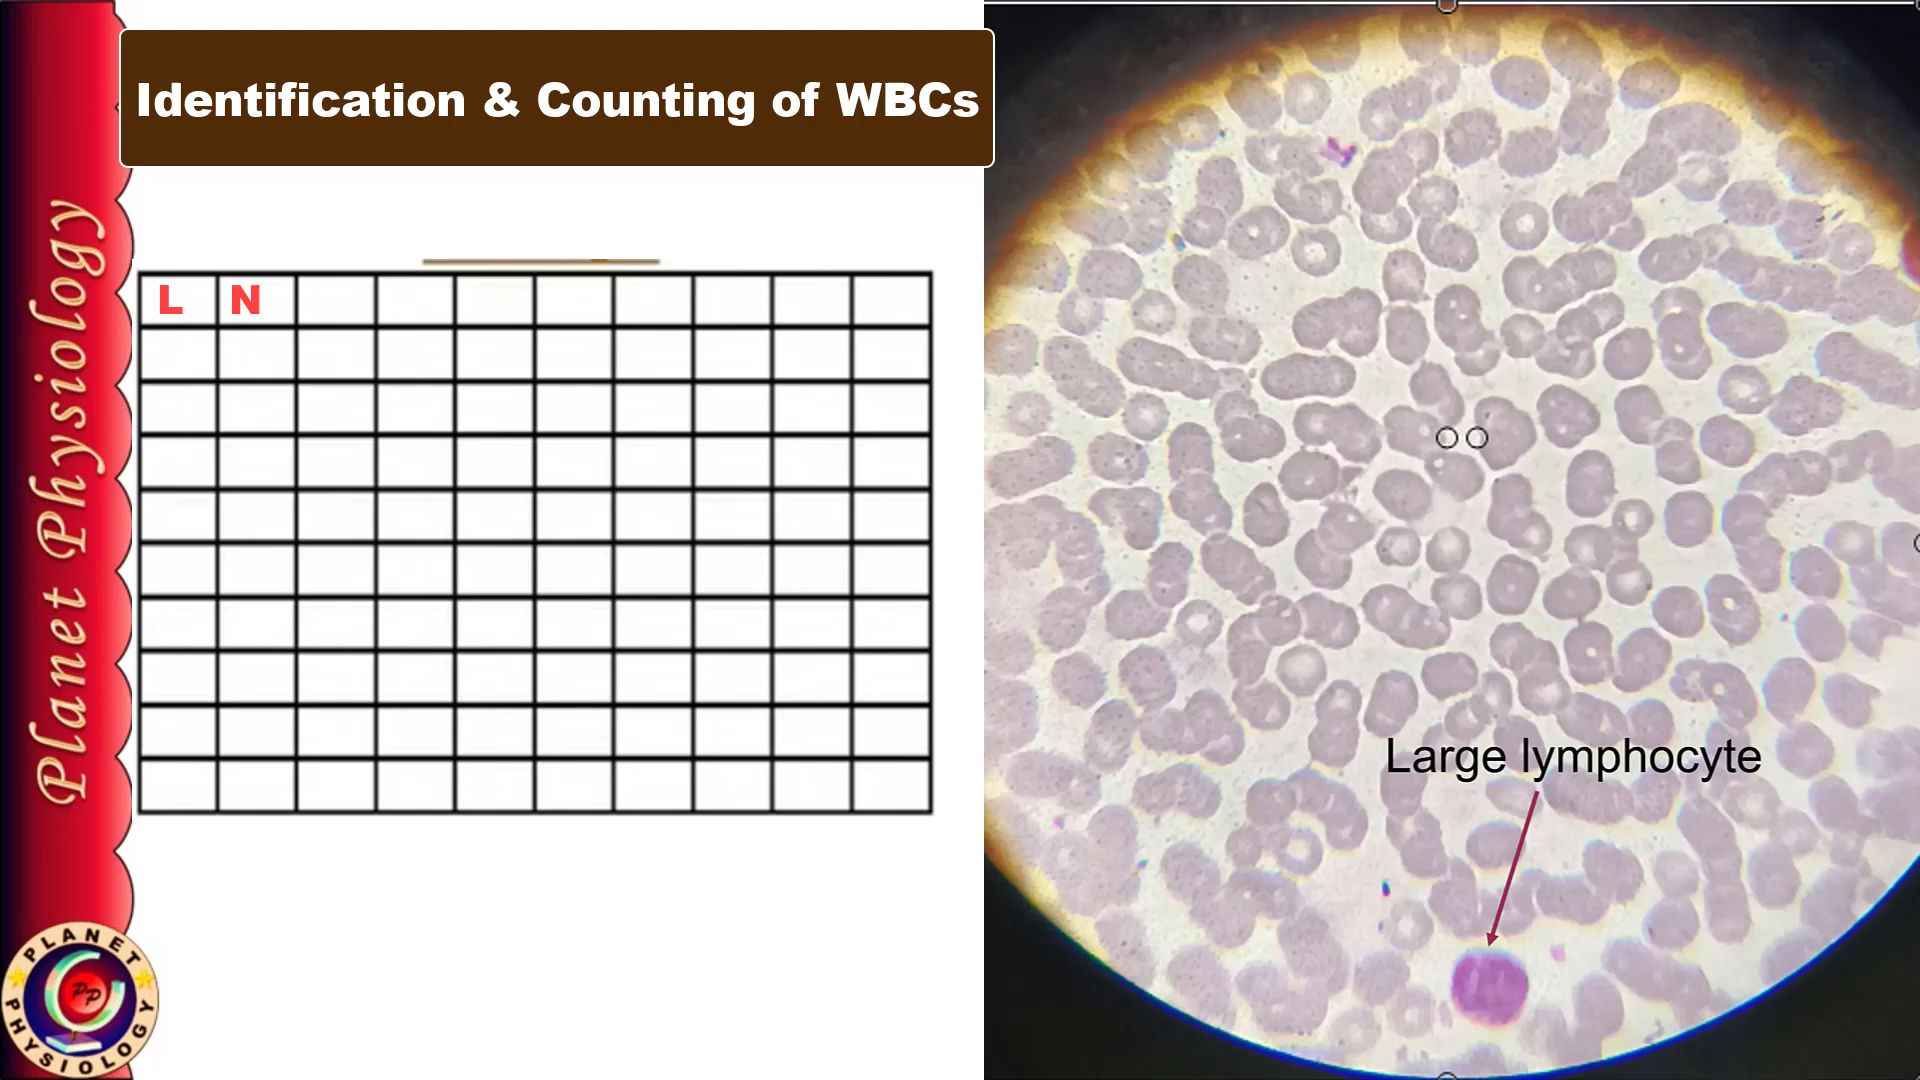 Identification & Counting of WBCs
Planet Physiology
L N
Large lymphocyte
PLANET
PP
PHYSIOLOGY